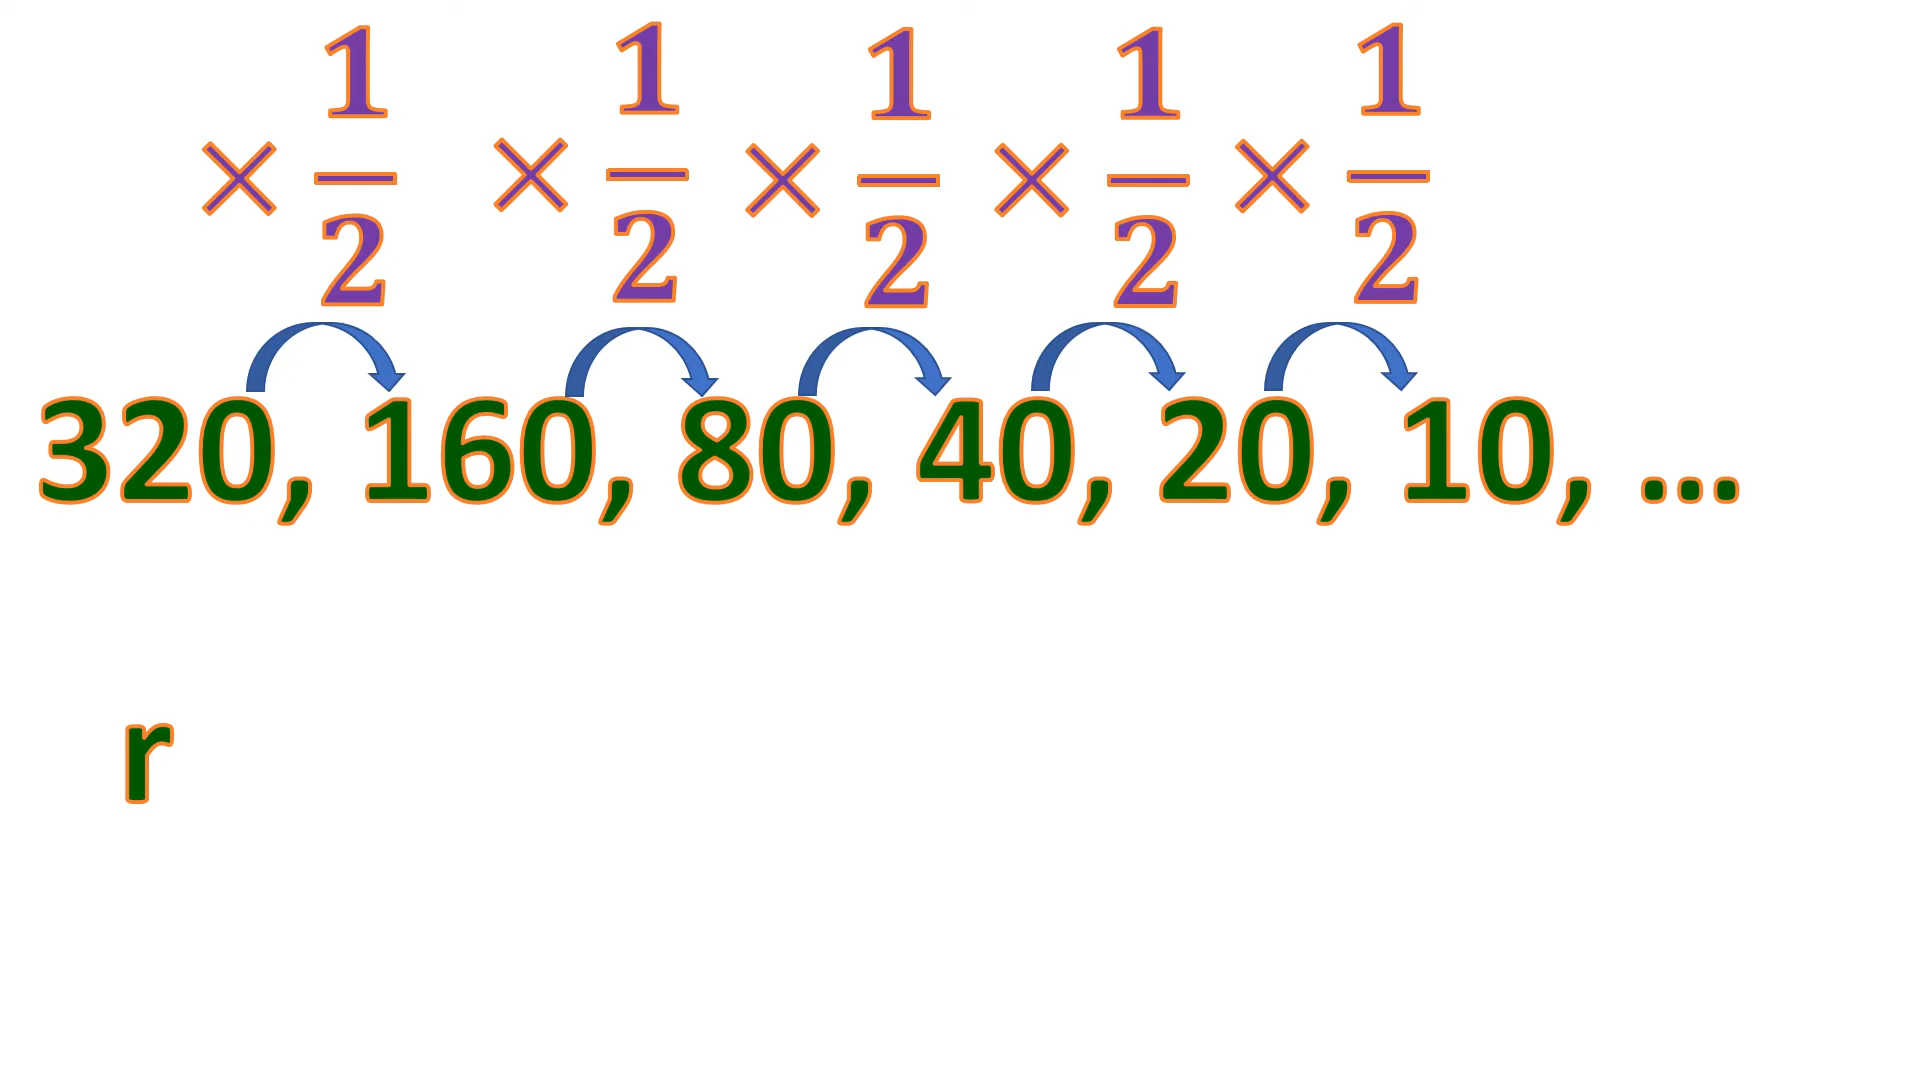 × 1/2 × 1/2 × 1/2 × 1/2 × 1/2
320, 160, 80, 40, 20, 10, ...
r